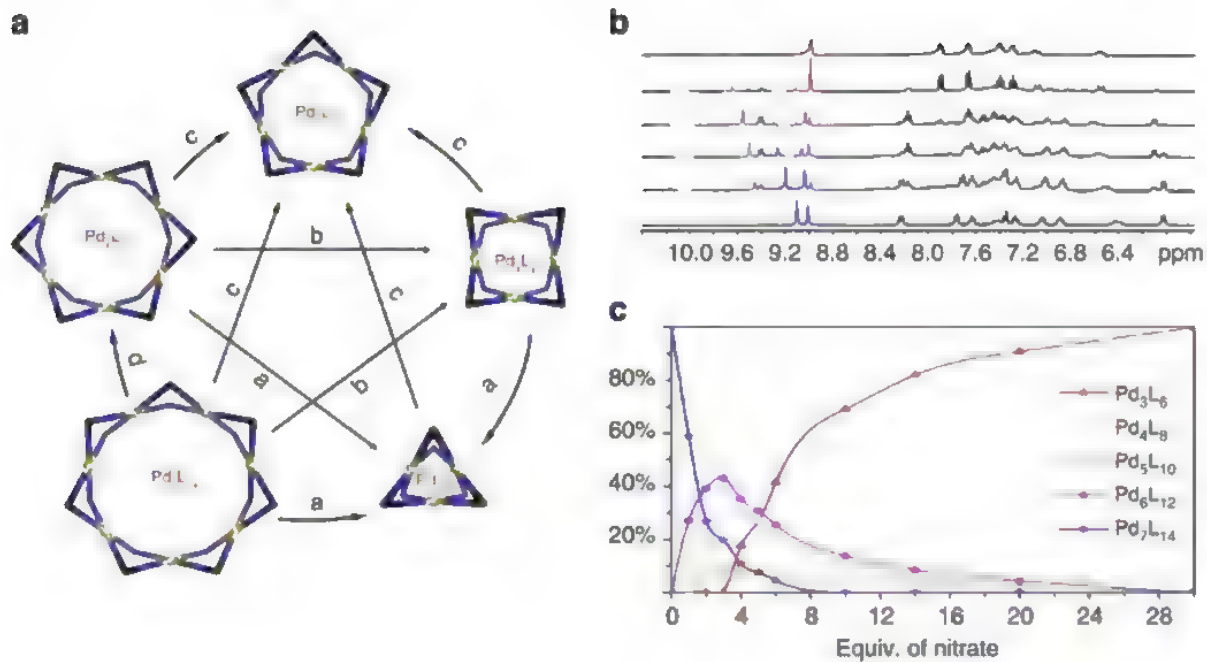 a
c
c
b
c
c
d
a
b
a
a
b
10.0 9.6 9.2 8.8 8.4 8.0 7.6 7.2 6.8 6.4 ppm
c
80%
60%
40%
20%
Pd₃L₆
Pd₄L₈
Pd₅L₁₀
Pd₆L₁₂
Pd₇L₁₄
0 4 8 12 16 20 24 28
Equiv. of nitrate